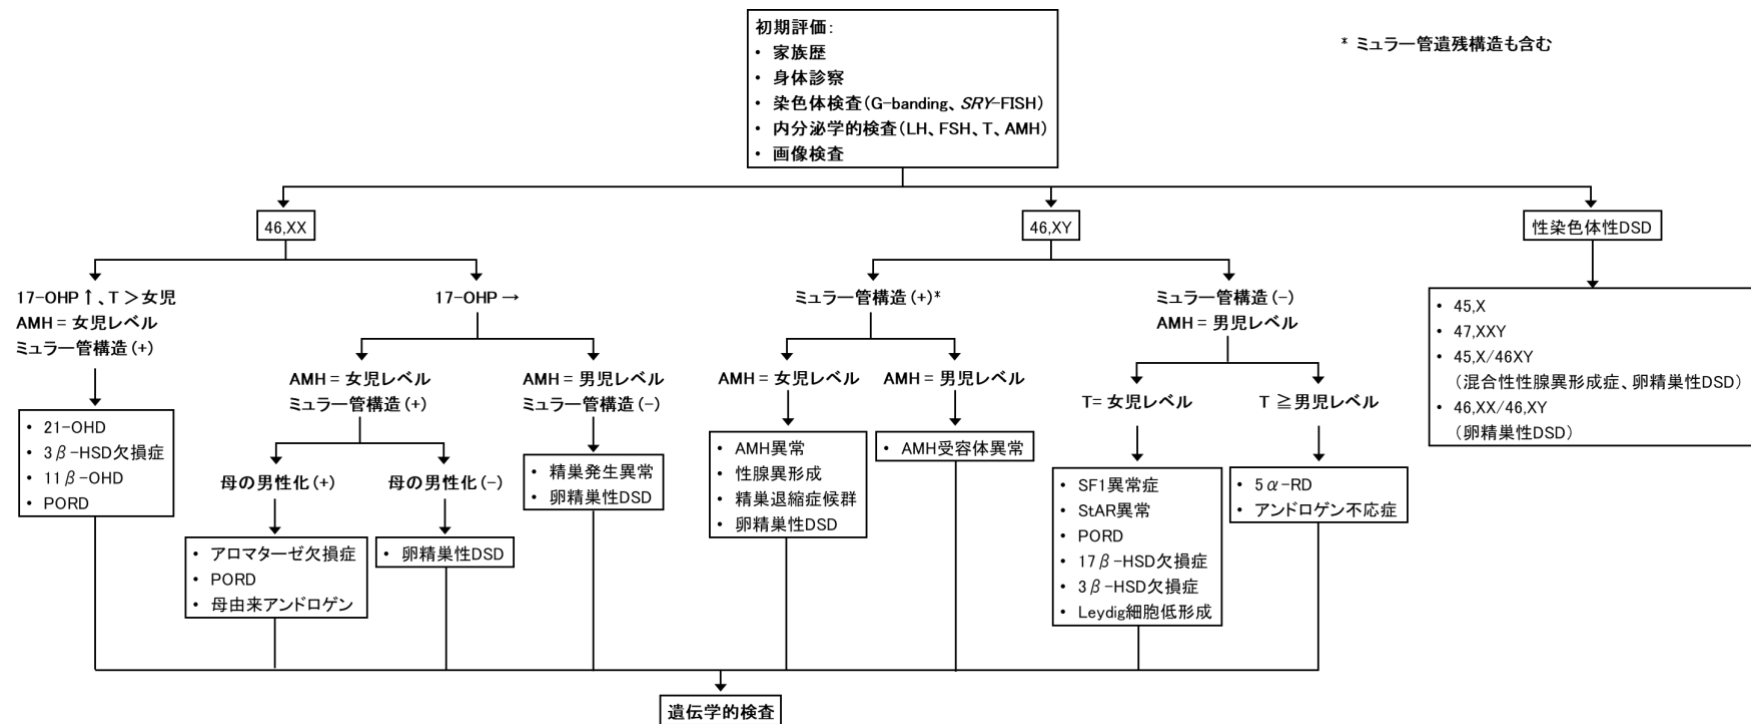 初期評価：
• 家族歴
• 身体診察
• 染色体検査（G-banding、SRY-FISH）
• 内分泌学的検査（LH、FSH、T、AMH）
• 画像検査
* ミュラー管遺残構造も含む
46,XX
46,XY
性染色体性DSD
17-OHP↑、T＞女児
AMH = 女児レベル
ミュラー管構造(+)
17-OHP →
ミュラー管構造(+)*
ミュラー管構造(-)
AMH = 男児レベル
• 45,X
• 47,XXY
• 45,X/46XY
（混合性性腺異形成症、卵精巣性DSD）
• 46,XX/46,XY
（卵精巣性DSD）
AMH = 女児レベル
ミュラー管構造(+)
AMH = 男児レベル
ミュラー管構造(-)
AMH = 女児レベル
AMH = 男児レベル
T= 女児レベル
T ≧男児レベル
• 21-OHD
• 3β-HSD欠損症
• 11β-OHD
• PORD
母の男性化(+)
母の男性化(-)
• 精巣発生異常
• 卵精巣性DSD
• AMH異常
• 性腺異形成
• 精巣退縮症候群
• 卵精巣性DSD
• AMH受容体異常
• SF1異常症
• StAR異常
• PORD
• 17β-HSD欠損症
• 3β-HSD欠損症
• Leydig細胞低形成
• 5α-RD
• アンドロゲン不応症
• アロマターゼ欠損症
• PORD
• 母由来アンドロゲン
• 卵精巣性DSD
遺伝学的検査